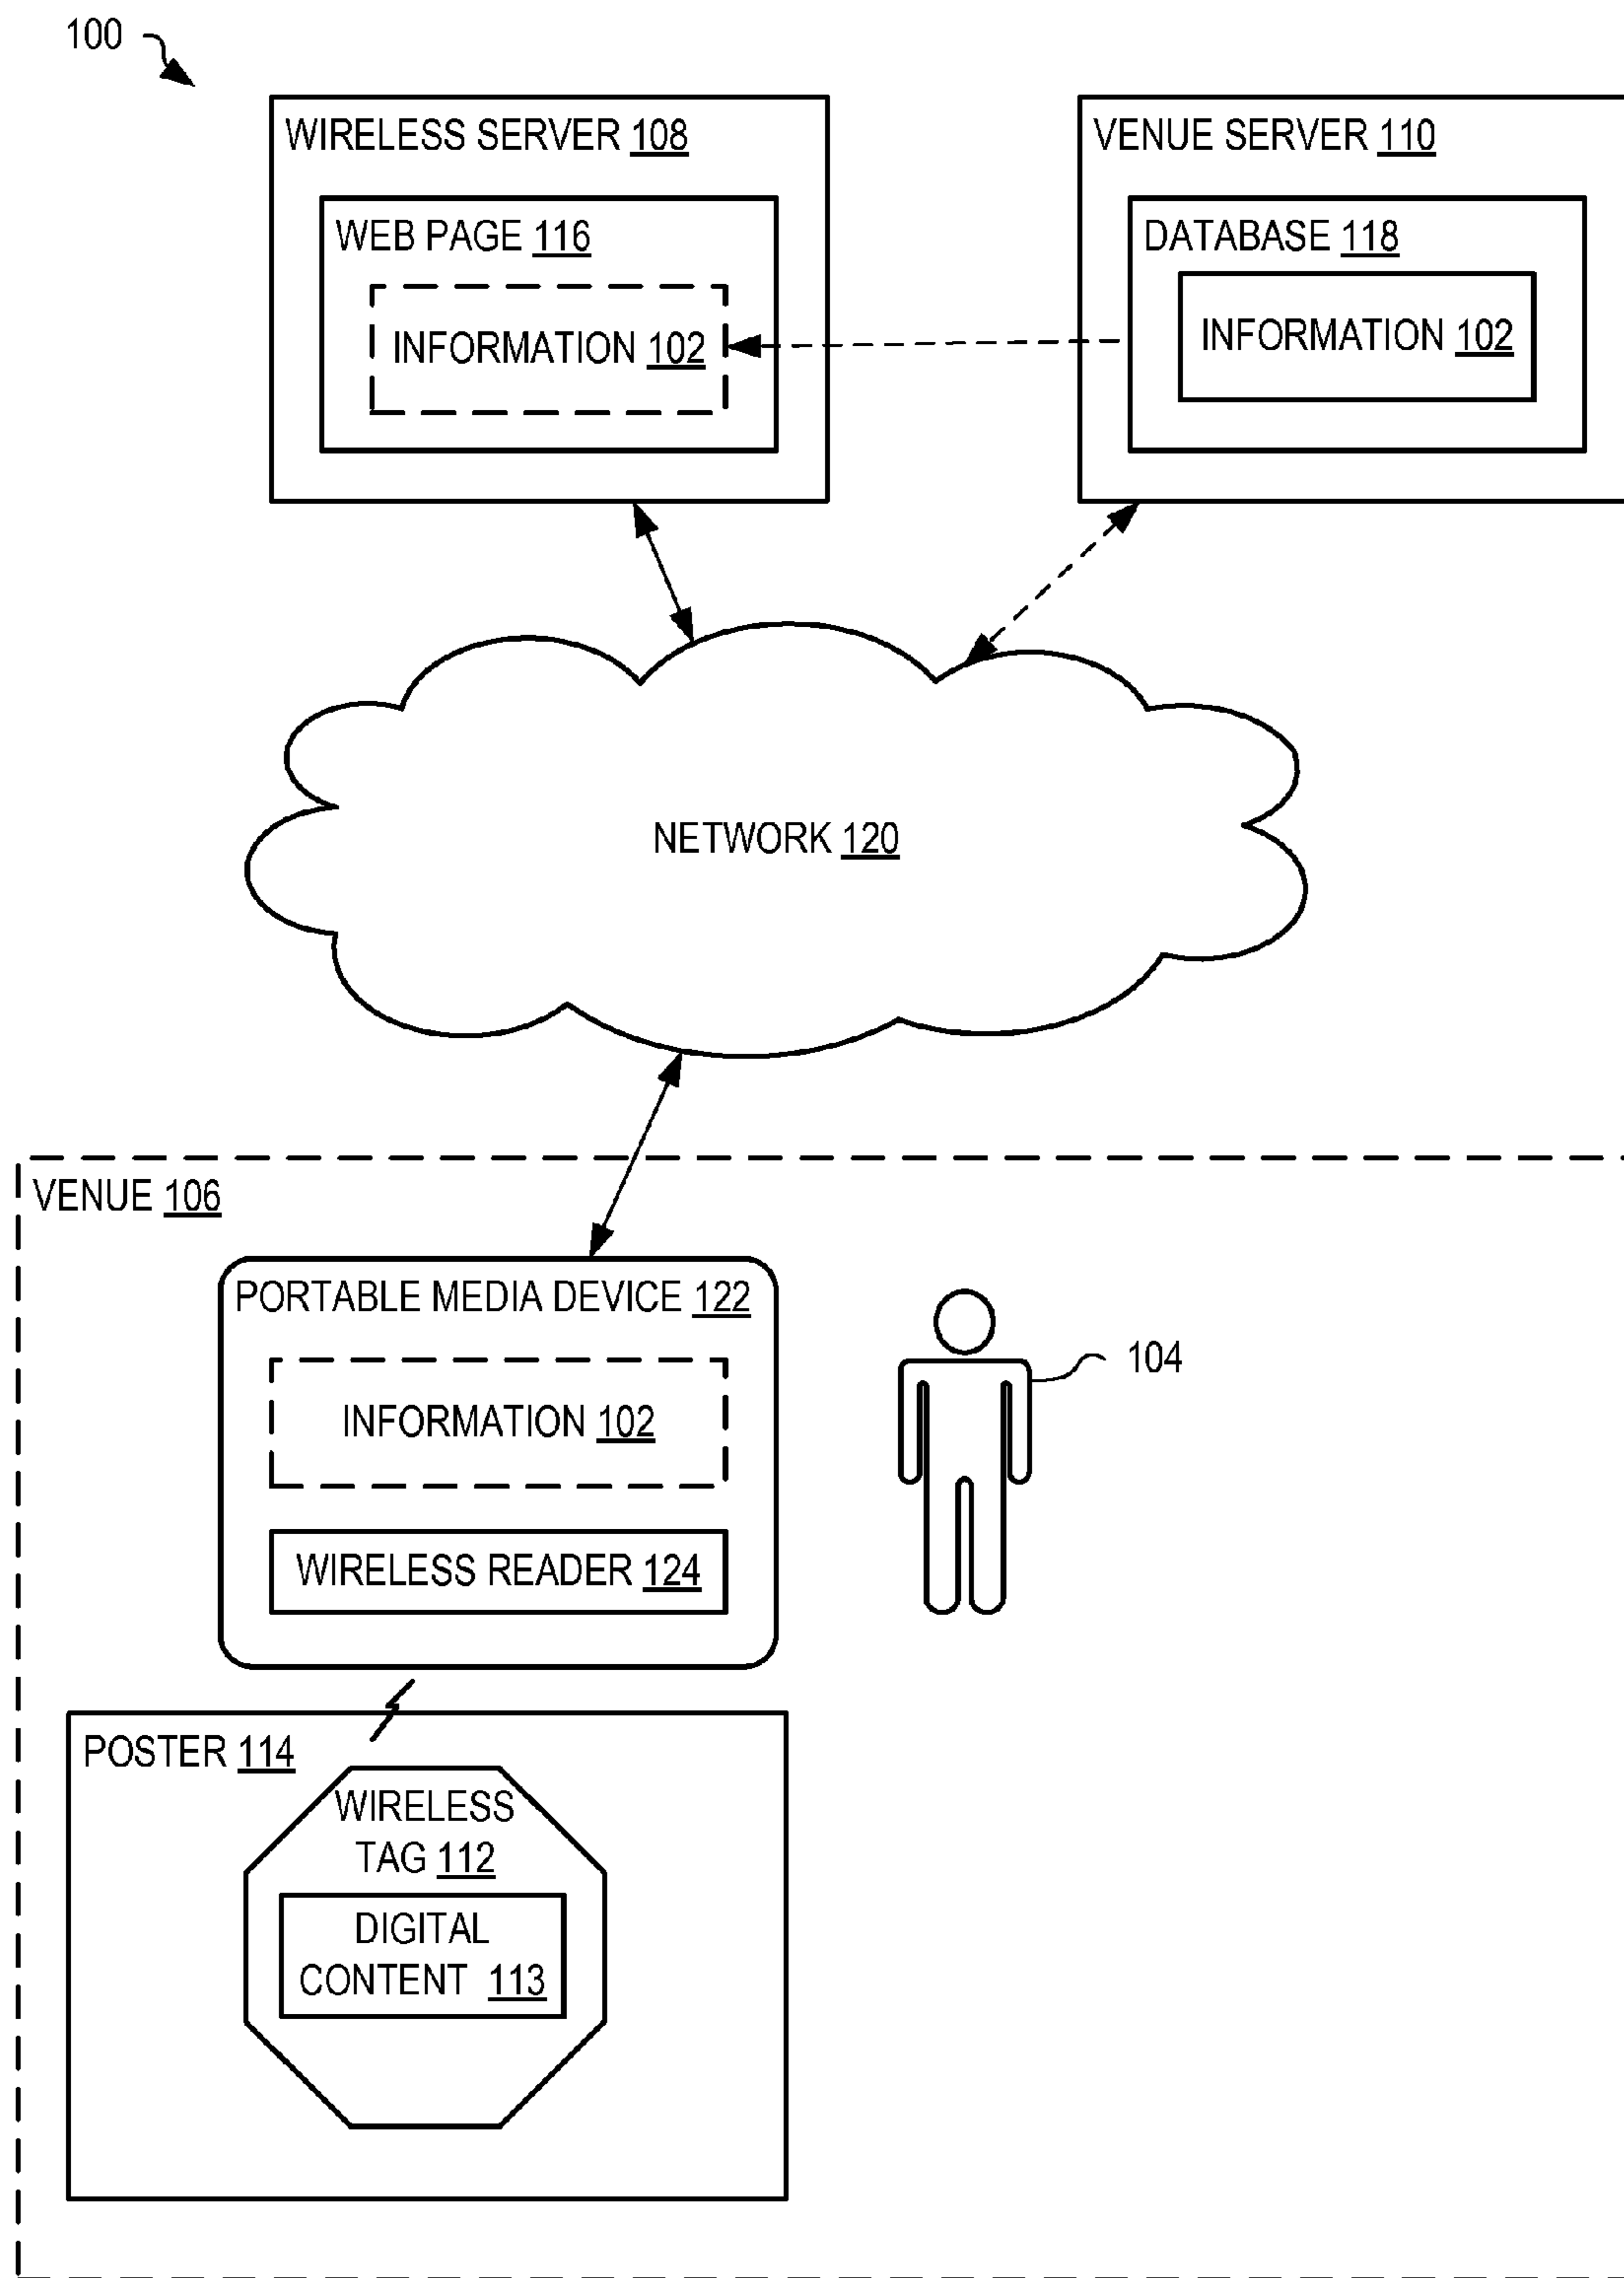 100
WIRELESS SERVER 108
VENUE SERVER 110
WEB PAGE 116
DATABASE 118
INFORMATION 102
INFORMATION 102
NETWORK 120
VENUE 106
PORTABLE MEDIA DEVICE 122
INFORMATION 102
104
WIRELESS READER 124
POSTER 114
WIRELESS
TAG 112
DIGITAL
CONTENT 113